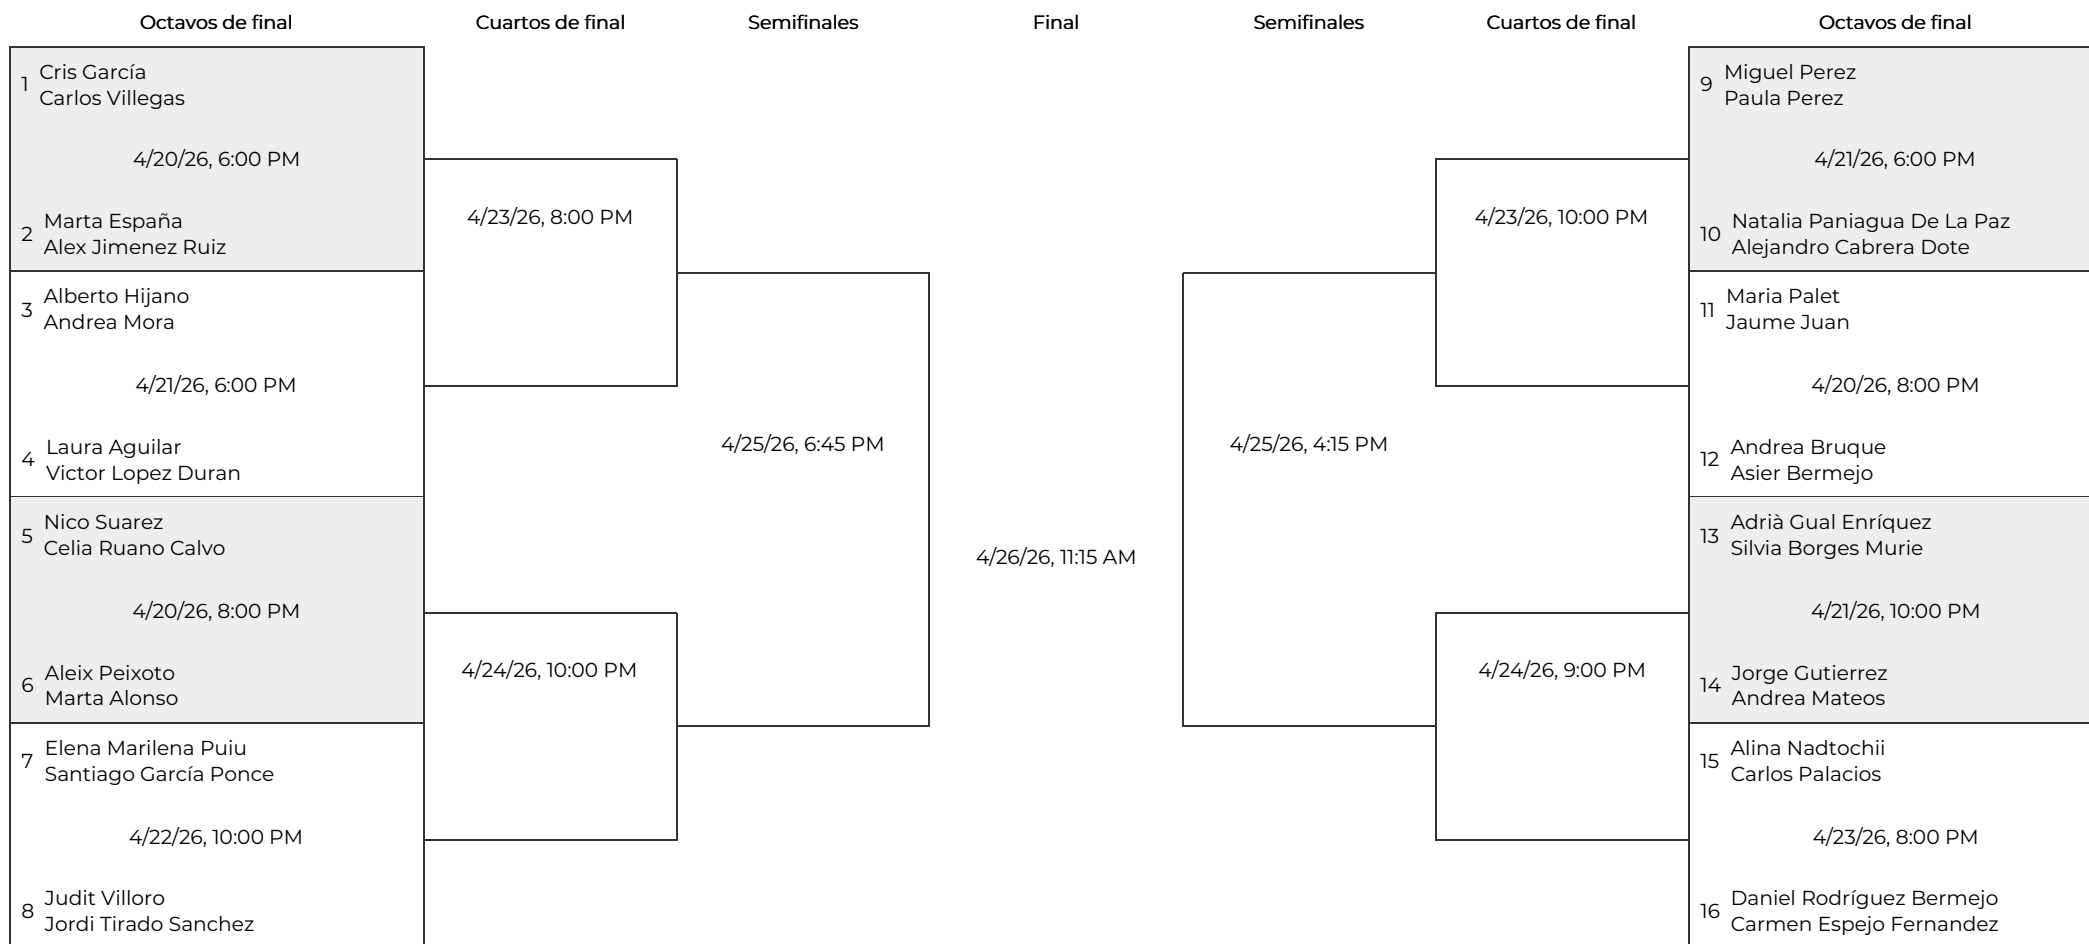 Octavos de final
Cuartos de final
Semifinales
Final
Semifinales
Cuartos de final
Octavos de final
1
Cris García
Carlos Villegas
4/20/26, 6:00 PM
2
Marta España
Alex Jimenez Ruiz
3
Alberto Hijano
Andrea Mora
4/21/26, 6:00 PM
4
Laura Aguilar
Victor Lopez Duran
5
Nico Suarez
Celia Ruano Calvo
4/20/26, 8:00 PM
6
Aleix Peixoto
Marta Alonso
7
Elena Marilena Puiu
Santiago García Ponce
4/22/26, 10:00 PM
8
Judit Villoro
Jordi Tirado Sanchez
4/23/26, 8:00 PM
4/24/26, 10:00 PM
4/25/26, 6:45 PM
4/26/26, 11:15 AM
4/25/26, 4:15 PM
4/23/26, 10:00 PM
4/24/26, 9:00 PM
9
Miguel Perez
Paula Perez
4/21/26, 6:00 PM
10
Natalia Paniagua De La Paz
Alejandro Cabrera Dote
11
Maria Palet
Jaume Juan
4/20/26, 8:00 PM
12
Andrea Bruque
Asier Bermejo
13
Adrià Gual Enríquez
Silvia Borges Murie
4/21/26, 10:00 PM
14
Jorge Gutierrez
Andrea Mateos
15
Alina Nadtochii
Carlos Palacios
4/23/26, 8:00 PM
16
Daniel Rodríguez Bermejo
Carmen Espejo Fernandez